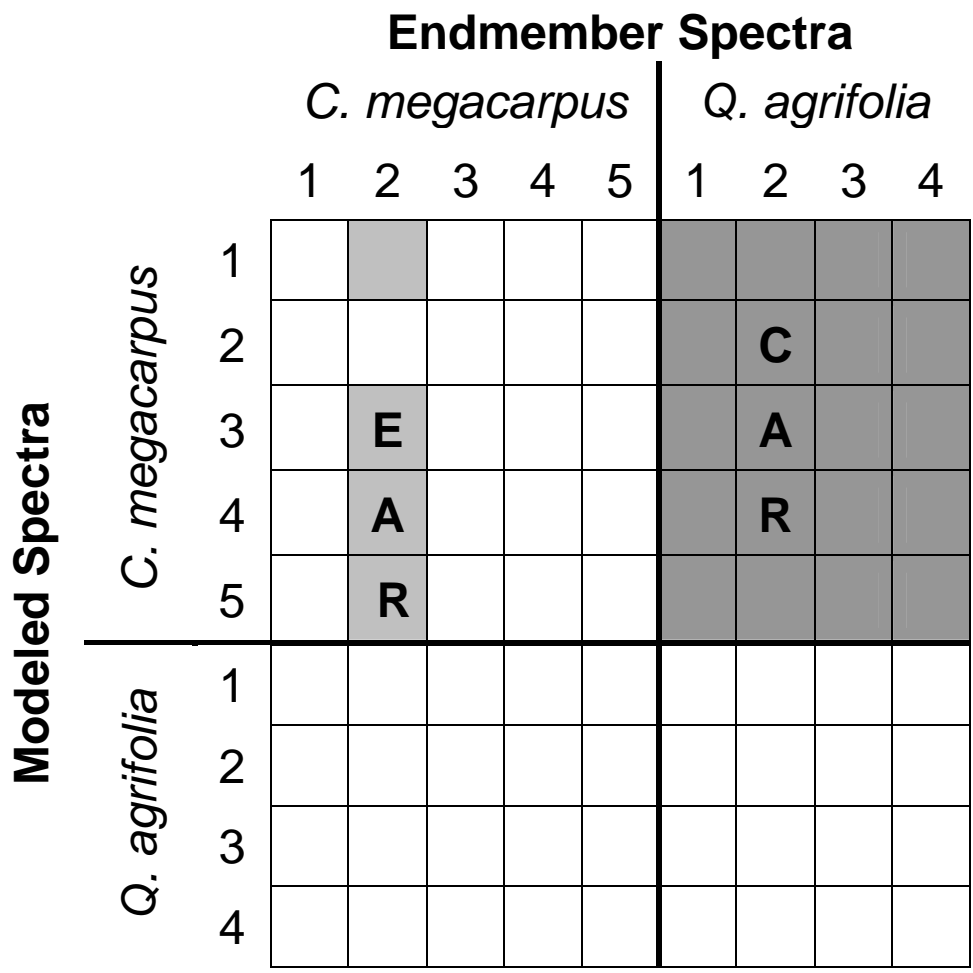 Endmember Spectra
C. megacarpus Q. agrifolia
1 2 3 4 5 1 2 3 4
Modeled Spectra
C. megacarpus
1
2 C
3 E A
4 A R
5 R
Q. agrifolia
1
2
3
4